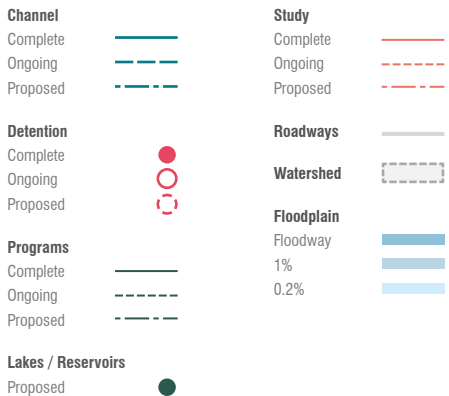 Channel
Complete
Ongoing
Proposed
Detention
Complete
Ongoing
Proposed
Programs
Complete
Ongoing
Proposed
Lakes / Reservoirs
Proposed
Study
Complete
Ongoing
Proposed
Roadways
Watershed
Floodplain
Floodway
1%
0.2%